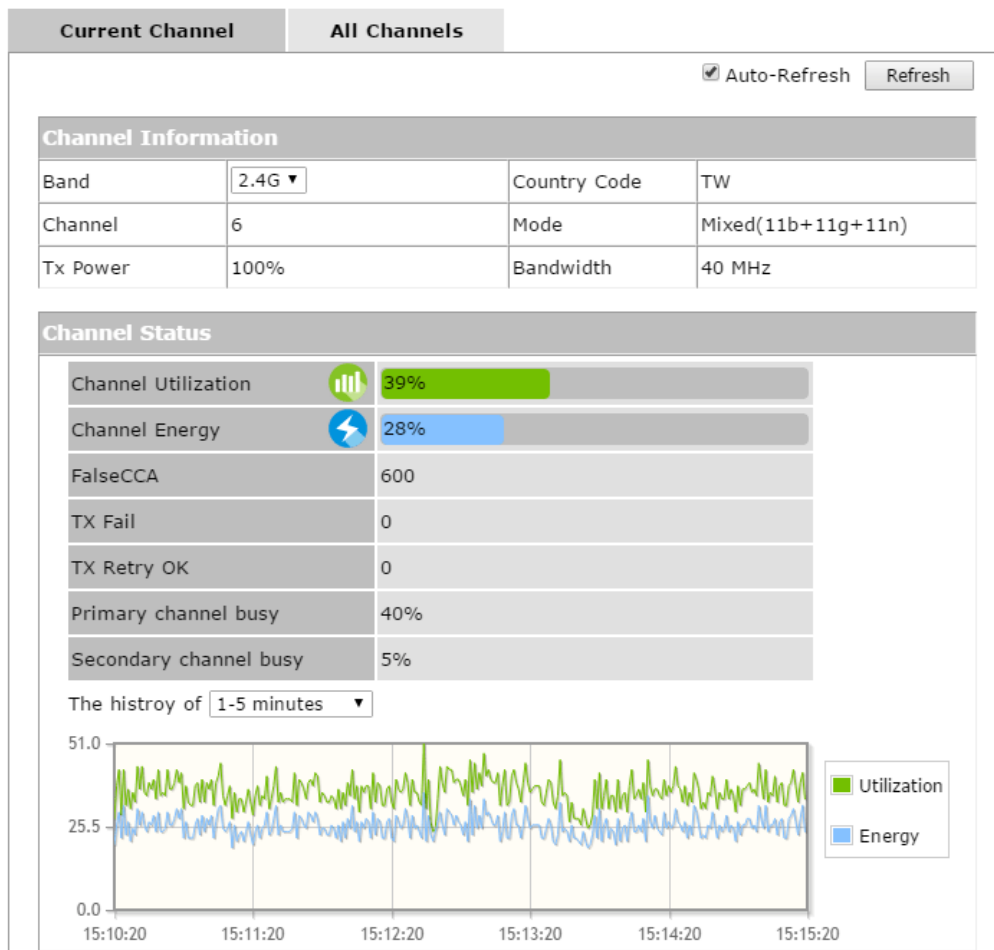 Current Channel All Channels
Auto-Refresh Refresh
Channel Information
Band 2.4G Country Code TW
Channel 6 Mode Mixed(11b+11g+11n)
Tx Power 100% Bandwidth 40 MHz
Channel Status
Channel Utilization 39%
Channel Energy 28%
FalseCCA 600
TX Fail 0
TX Retry OK 0
Primary channel busy 40%
Secondary channel busy 5%
The histroy of 1-5 minutes
51.0
25.5
0.0
15:10:20 15:11:20 15:12:20 15:13:20 15:14:20 15:15:20
Utilization
Energy